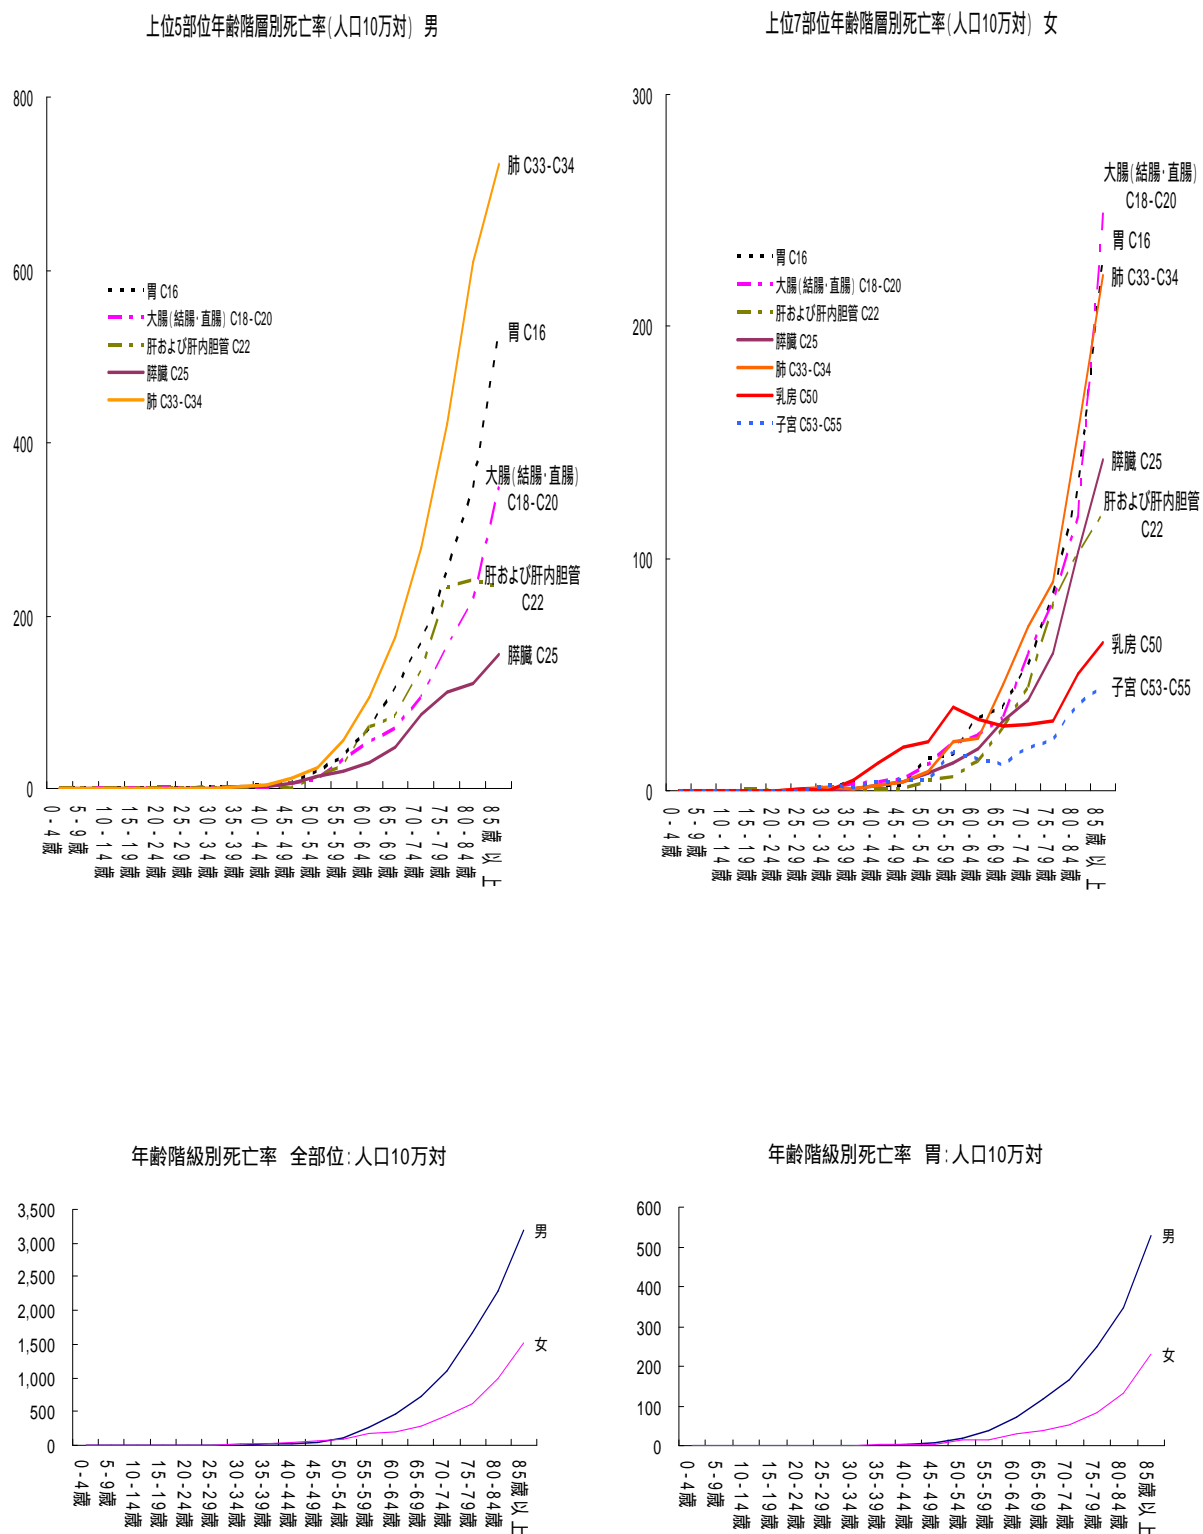 上位5部位年齢階層別死亡率(人口10万対) 男
800
600
400
200
0
胃 C16
大腸(結腸・直腸) C18-C20
肝および肝内胆管 C22
膵臓 C25
肺 C33-C34
肺 C33-C34
胃 C16
大腸(結腸・直腸)
C18-C20
肝および肝内胆管
C22
膵臓 C25
0-4歳
5-9歳
10-14歳
15-19歳
20-24歳
25-29歳
30-34歳
35-39歳
40-44歳
45-49歳
50-54歳
55-59歳
60-64歳
65-69歳
70-74歳
75-79歳
80-84歳
85歳以上
上位7部位年齢階層別死亡率(人口10万対) 女
300
200
100
0
胃 C16
大腸(結腸・直腸) C18-C20
肝および肝内胆管 C22
膵臓 C25
肺 C33-C34
乳房 C50
子宮 C53-C55
大腸(結腸・直腸)
C18-C20
胃 C16
肺 C33-C34
膵臓 C25
肝および肝内胆管
C22
乳房 C50
子宮 C53-C55
0-4歳
5-9歳
10-14歳
15-19歳
20-24歳
25-29歳
30-34歳
35-39歳
40-44歳
45-49歳
50-54歳
55-59歳
60-64歳
65-69歳
70-74歳
75-79歳
80-84歳
85歳以上
年齢階級別死亡率 全部位:人口10万対
3,500
3,000
2,500
2,000
1,500
1,000
500
0
男
女
0-4歳
5-9歳
10-14歳
15-19歳
20-24歳
25-29歳
30-34歳
35-39歳
40-44歳
45-49歳
50-54歳
55-59歳
60-64歳
65-69歳
70-74歳
75-79歳
80-84歳
85歳以上
年齢階級別死亡率 胃:人口10万対
600
500
400
300
200
100
0
男
女
0-4歳
5-9歳
10-14歳
15-19歳
20-24歳
25-29歳
30-34歳
35-39歳
40-44歳
45-49歳
50-54歳
55-59歳
60-64歳
65-69歳
70-74歳
75-79歳
80-84歳
85歳以上